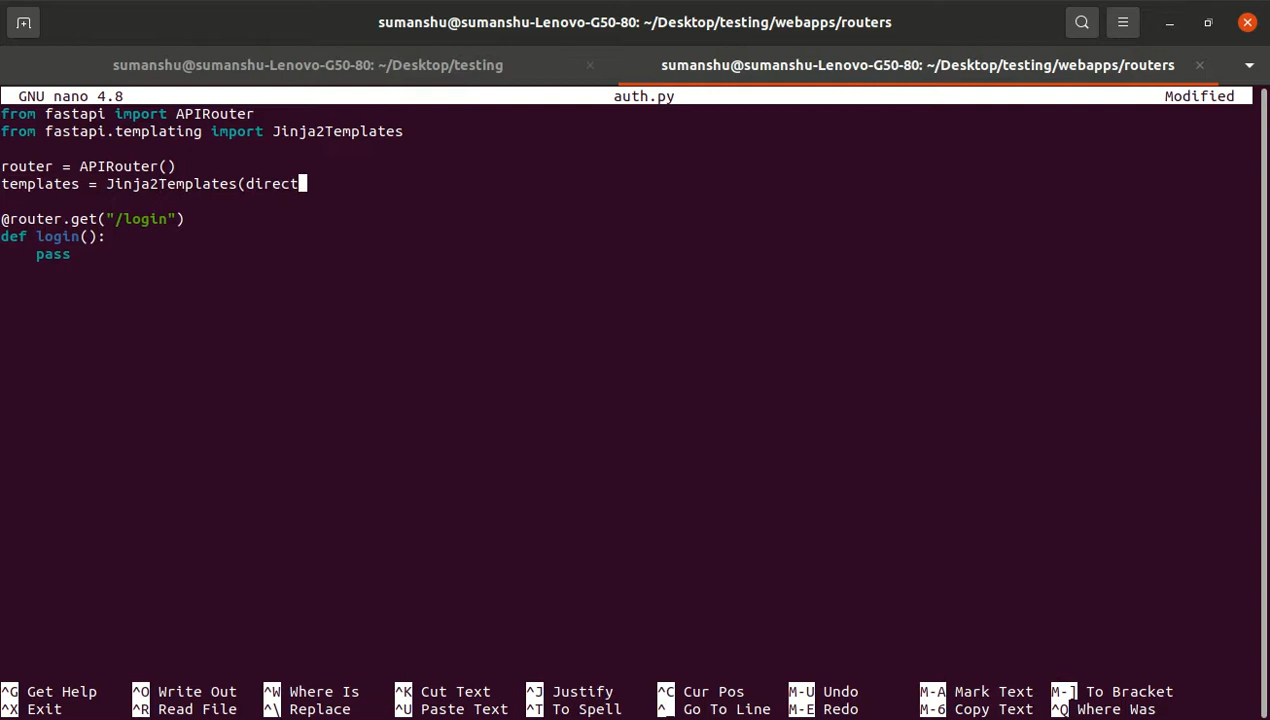 sumanshu@sumanshu-Lenovo-G50-80: ~/Desktop/testing/webapps/routers
sumanshu@sumanshu-Lenovo-G50-80: ~/Desktop/testing
sumanshu@sumanshu-Lenovo-G50-80: ~/Desktop/testing/webapps/routers
GNU nano 4.8 auth.py Modified
from fastapi import APIRouter
from fastapi.templating import Jinja2Templates
router = APIRouter()
templates = Jinja2Templates(direct
@router.get("/login")
def login():
    pass
^G Get Help ^O Write Out ^W Where Is ^K Cut Text ^J Justify ^C Cur Pos M-U Undo M-A Mark Text M-] To Bracket
^X Exit ^R Read File ^\ Replace ^U Paste Text ^T To Spell ^_ Go To Line M-E Redo M-6 Copy Text ^Q Where Was